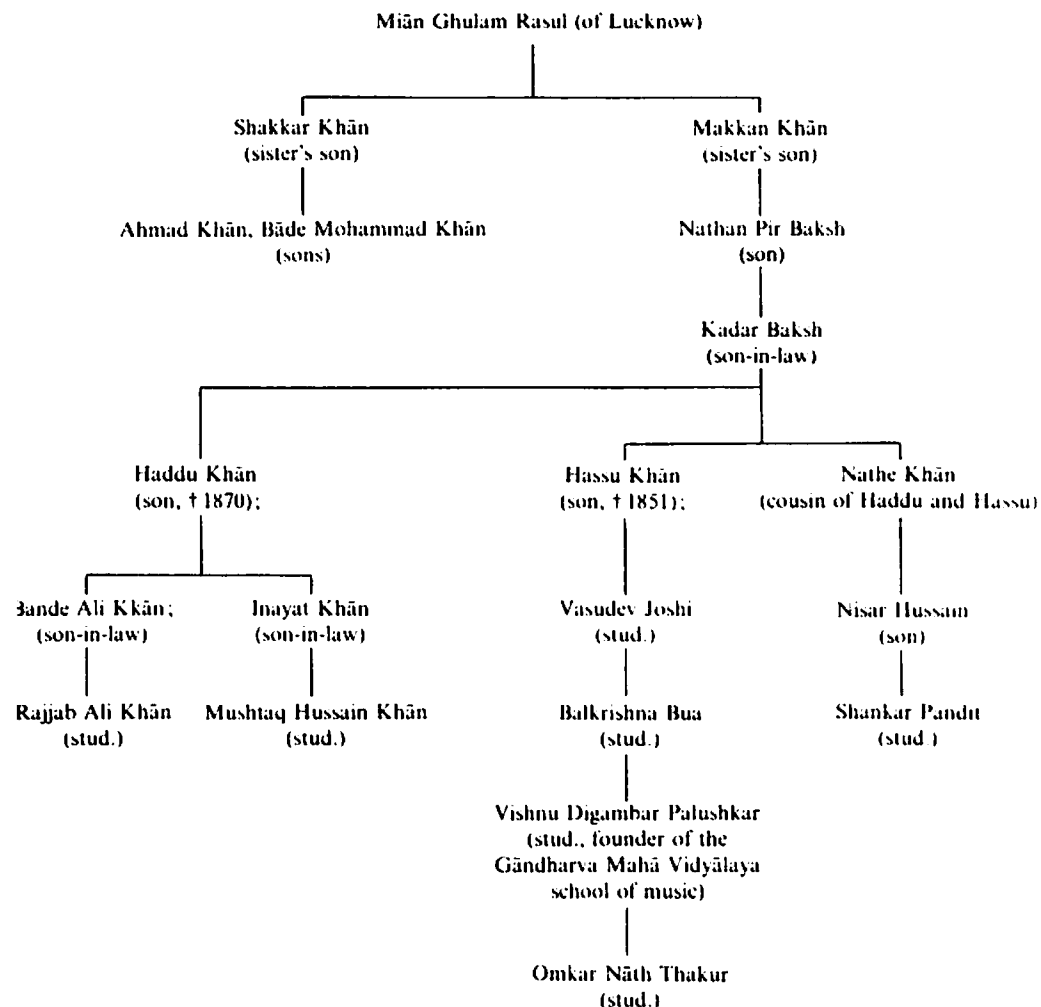 Miān Ghulam Rasul (of Lucknow)
Shakkar Khān
(sister's son)
Makkan Khān
(sister's son)
Ahmad Khān, Bāde Mohammad Khān
(sons)
Nathan Pir Baksh
(son)
Kadar Baksh
(son-in-law)
Haddu Khān
(son, † 1870);
Hassu Khān
(son, † 1851);
Nathe Khān
(cousin of Haddu and Hassu)
Bande Ali Kkān;
(son-in-law)
Inayat Khān
(son-in-law)
Vasudev Joshi
(stud.)
Nisar Hussain
(son)
Rajjab Ali Khān
(stud.)
Mushtaq Hussain Khān
(stud.)
Balkrishna Bua
(stud.)
Shankar Pandit
(stud.)
Vishnu Digambar Palushkar
(stud., founder of the
Gāndharva Mahā Vidyālaya
school of music)
Omkar Nāth Thakur
(stud.)